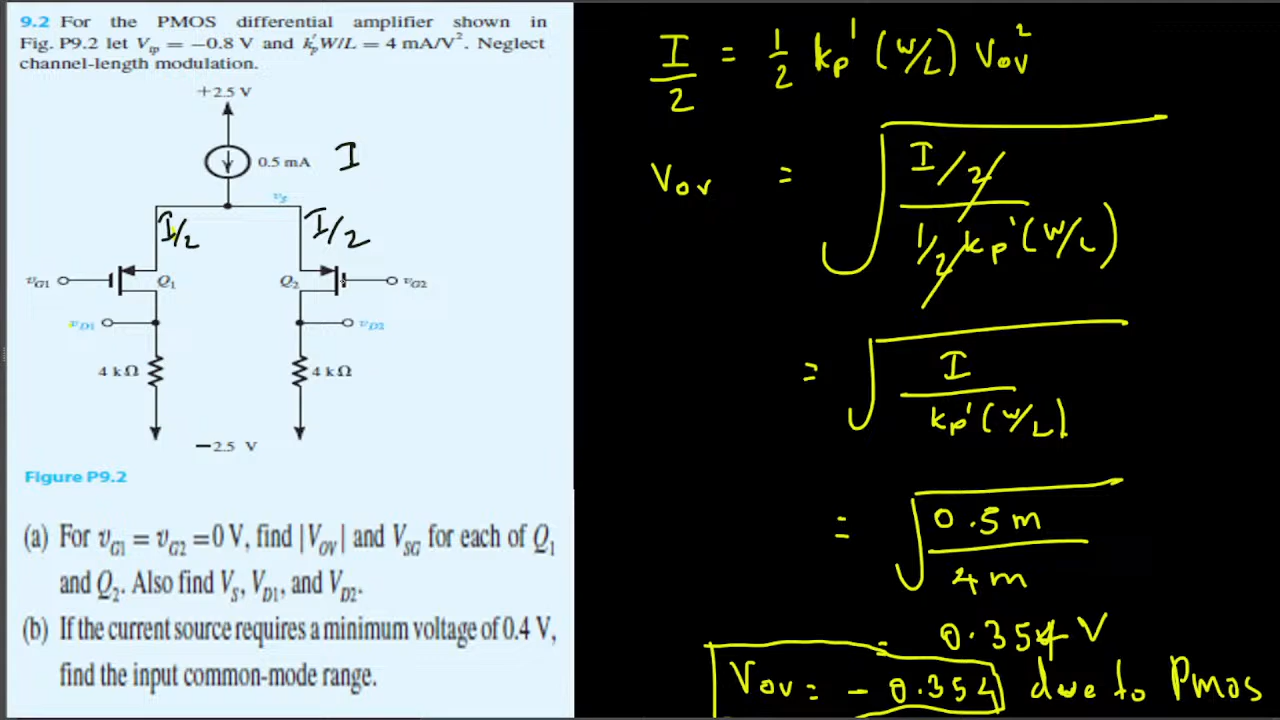 9.2 For the PMOS differential amplifier shown in
Fig. P9.2 let Vtp = −0.8 V and k′pW/L = 4 mA/V². Neglect
channel-length modulation.
+2.5 V
0.5 mA I
vS
I/2 I/2
vG1 Q1 Q2 vG2
vD1 vD2
4 kΩ 4 kΩ
−2.5 V
Figure P9.2
(a) For vG1 = vG2 =0 V, find |VOV| and VSG for each of Q1
and Q2. Also find VS, VD1, and VD2.
(b) If the current source requires a minimum voltage of 0.4 V,
find the input common-mode range.
I/2 = 1/2 kp' (W/L) Vov²
Vov = √(I/2 / 1/2 kp' (W/L))
= √(I / kp' (W/L))
= √(0.5m / 4m)
= 0.354 V
Vov = - 0.354 due to Pmos